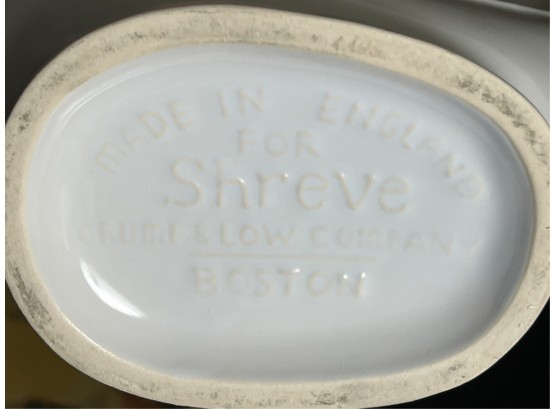 MADE IN ENGLAND
FOR
Shreve
CRUMP & LOW COMPANY
BOSTON